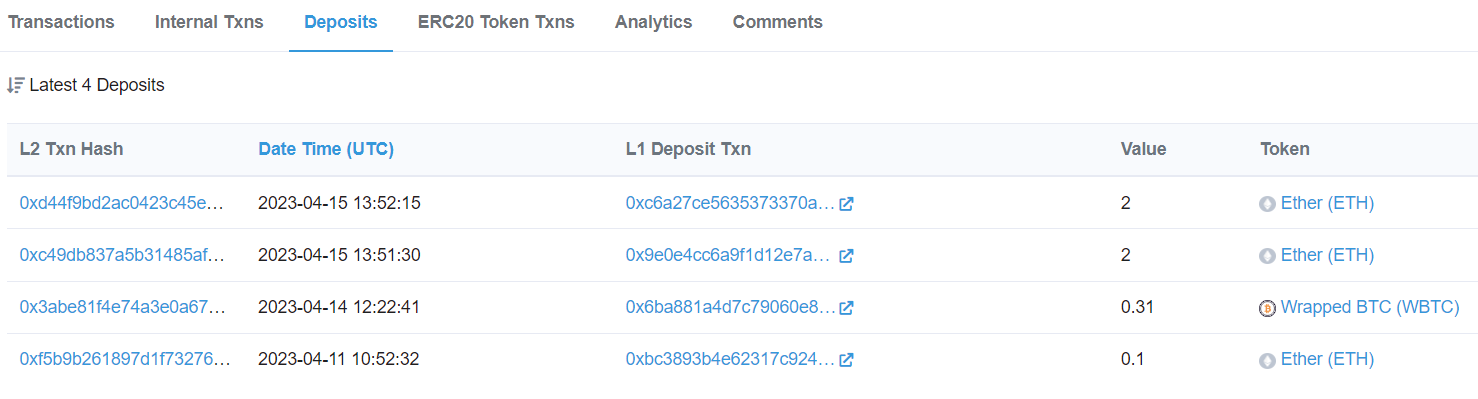 Transactions Internal Txns Deposits ERC20 Token Txns Analytics Comments
Latest 4 Deposits
L2 Txn Hash Date Time (UTC) L1 Deposit Txn Value Token
0xd44f9bd2ac0423c45e… 2023-04-15 13:52:15 0xc6a27ce5635373370a… 2 Ether (ETH)
0xc49db837a5b31485af… 2023-04-15 13:51:30 0x9e0e4cc6a9f1d12e7a… 2 Ether (ETH)
0x3abe81f4e74a3e0a67… 2023-04-14 12:22:41 0x6ba881a4d7c79060e8… 0.31 Wrapped BTC (WBTC)
0xf5b9b261897d1f73276… 2023-04-11 10:52:32 0xbc3893b4e62317c924… 0.1 Ether (ETH)